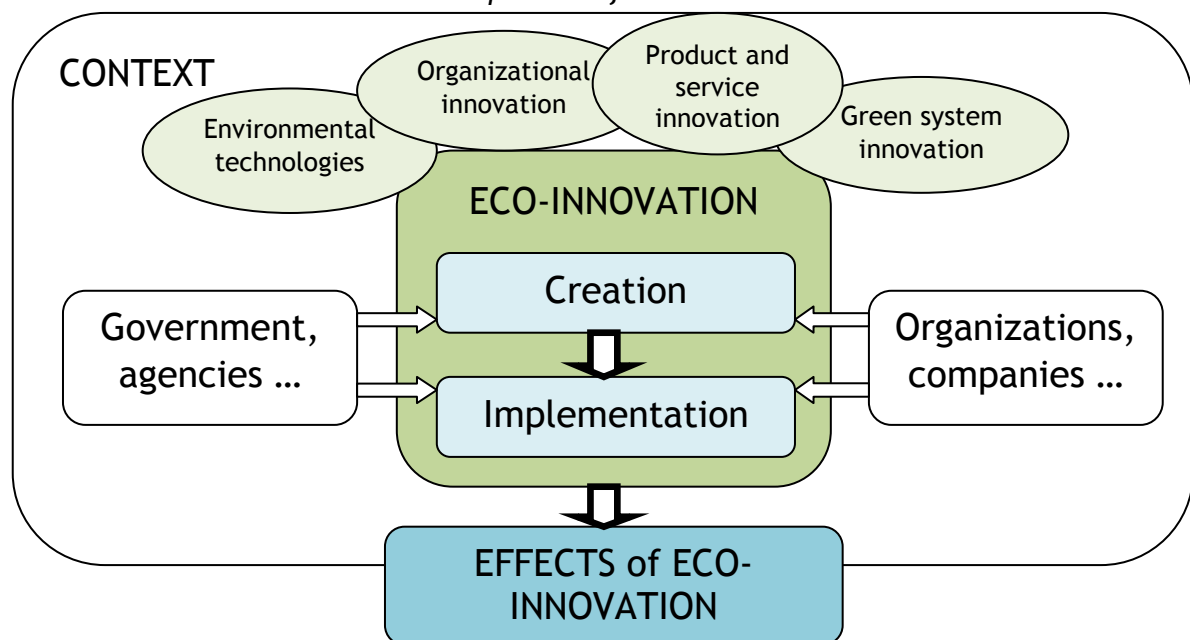 CONTEXT
Environmental
technologies
Organizational
innovation
Product and
service
innovation
Green system
innovation
ECO-INNOVATION
Creation
Government,
agencies …
Organizations,
companies …
Implementation
EFFECTS of ECO-
INNOVATION